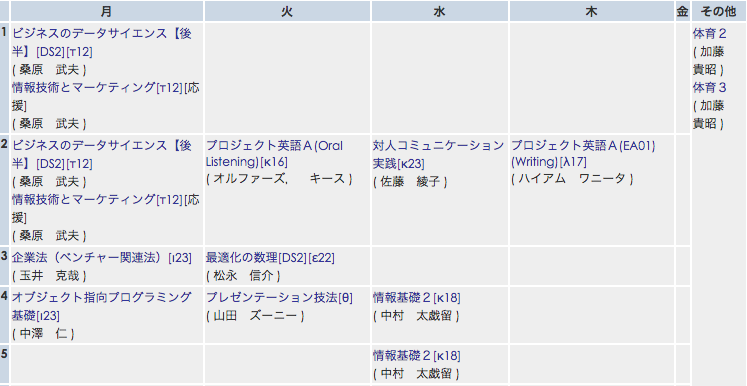 月 火 水 木 金 その他
1
ビジネスのデータサイエンス【後
半】[DS2][τ12]
( 桑原　武夫 )
情報技術とマーケティング[τ12][応
援]
( 桑原　武夫 )
体育２
( 加藤
貴昭 )
体育３
( 加藤
貴昭 )
2
ビジネスのデータサイエンス【後
半】[DS2][τ12]
( 桑原　武夫 )
情報技術とマーケティング[τ12][応
援]
( 桑原　武夫 )
プロジェクト英語Ａ(Oral
Listening)[κ16]
( オルファーズ,　キース )
対人コミュニケーション
実践[κ23]
( 佐藤　綾子 )
プロジェクト英語Ａ(EA01)
(Writing)[λ17]
( ハイアム　ワニータ )
3
企業法（ベンチャー関連法）[ι23]
( 玉井　克哉 )
最適化の数理[DS2][ε22]
( 松永　信介 )
4
オブジェクト指向プログラミング
基礎[ι23]
( 中澤　仁 )
プレゼンテーション技法[θ]
( 山田　ズーニー )
情報基礎２[κ18]
( 中村　太戯留 )
5
情報基礎２[κ18]
( 中村　太戯留 )